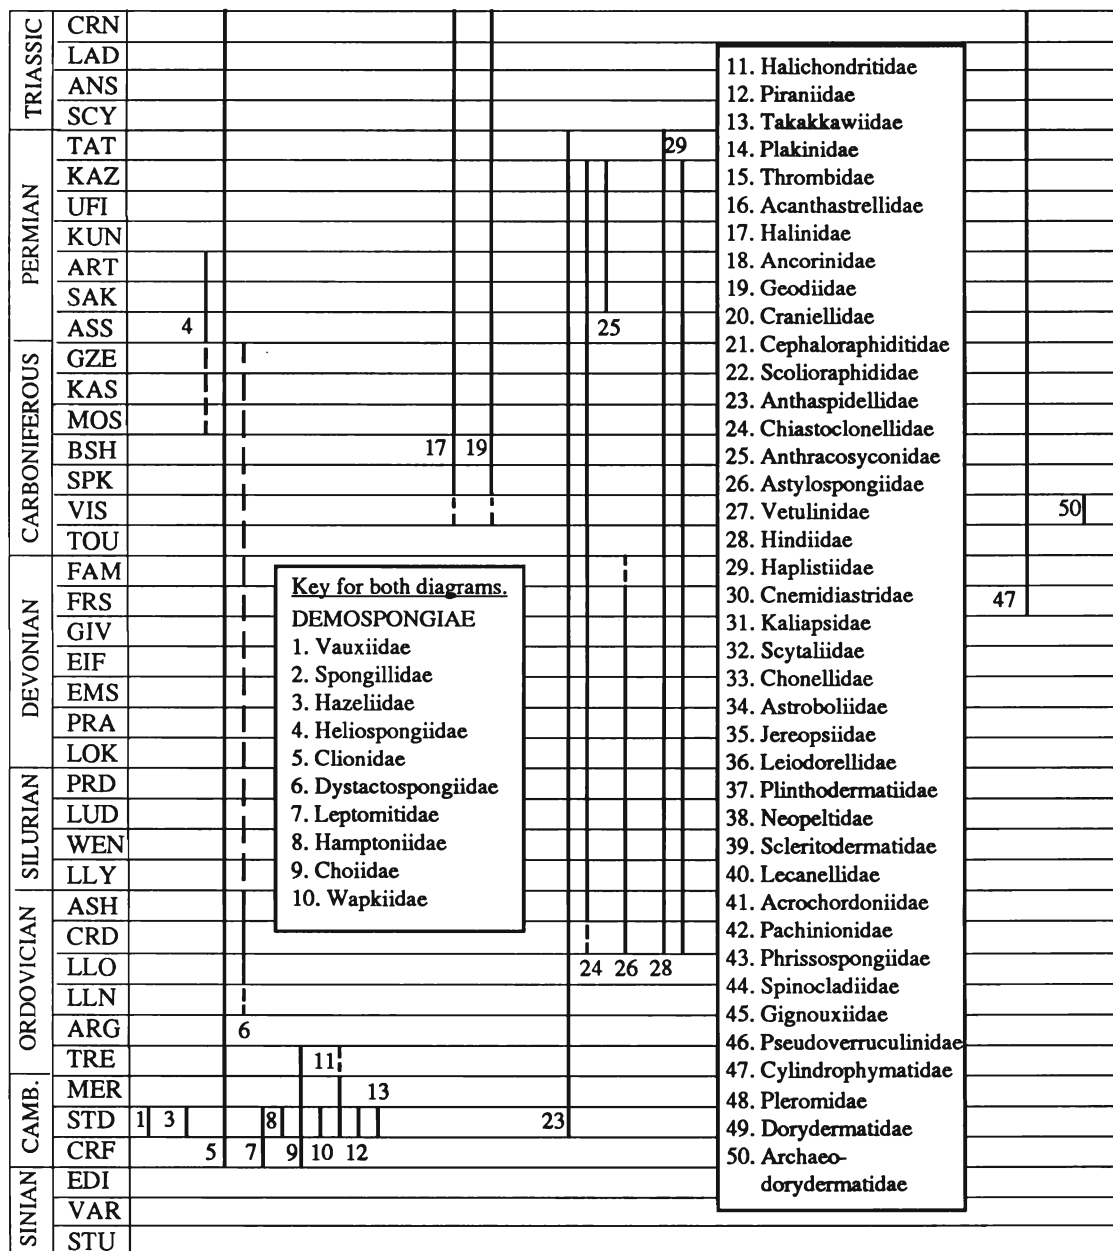 TRIASSIC
CRN
LAD
ANS
SCY
PERMIAN
TAT
KAZ
UFI
KUN
ART
SAK
ASS
CARBONIFEROUS
GZE
KAS
MOS
BSH
SPK
VIS
TOU
DEVONIAN
FAM
FRS
GIV
EIF
EMS
PRA
LOK
SILURIAN
PRD
LUD
WEN
LLY
ORDOVICIAN
ASH
CRD
LLO
LLN
ARG
TRE
CAMB.
MER
STD
CRF
SINIAN
EDI
VAR
STU
29
4
25
17 19
50
47
24 26 28
6
11
13
1 3 8 23
5 7 9 10 12
Key for both diagrams.
DEMOSPONGIAE
1. Vauxiidae
2. Spongillidae
3. Hazeliidae
4. Heliospongiidae
5. Clionidae
6. Dystactospongiidae
7. Leptomitidae
8. Hamptoniidae
9. Choiidae
10. Wapkiidae
11. Halichondritidae
12. Piraniidae
13. Takakkawiidae
14. Plakinidae
15. Thrombidae
16. Acanthastrellidae
17. Halinidae
18. Ancorinidae
19. Geodiidae
20. Craniellidae
21. Cephaloraphiditidae
22. Scolioraphididae
23. Anthaspidellidae
24. Chiastoclonellidae
25. Anthracosyconidae
26. Astylospongiidae
27. Vetulinidae
28. Hindiidae
29. Haplistiidae
30. Cnemidiastridae
31. Kaliapsidae
32. Scytaliidae
33. Chonellidae
34. Astroboliidae
35. Jereopsiidae
36. Leiodorellidae
37. Plinthodermatiidae
38. Neopeltidae
39. Scleritodermatidae
40. Lecanellidae
41. Acrochordoniidae
42. Pachinionidae
43. Phrissospongiidae
44. Spinocladiidae
45. Gignouxiidae
46. Pseudoverruculinidae
47. Cylindrophymatidae
48. Pleromidae
49. Dorydermatidae
50. Archaeo-
dorydermatidae